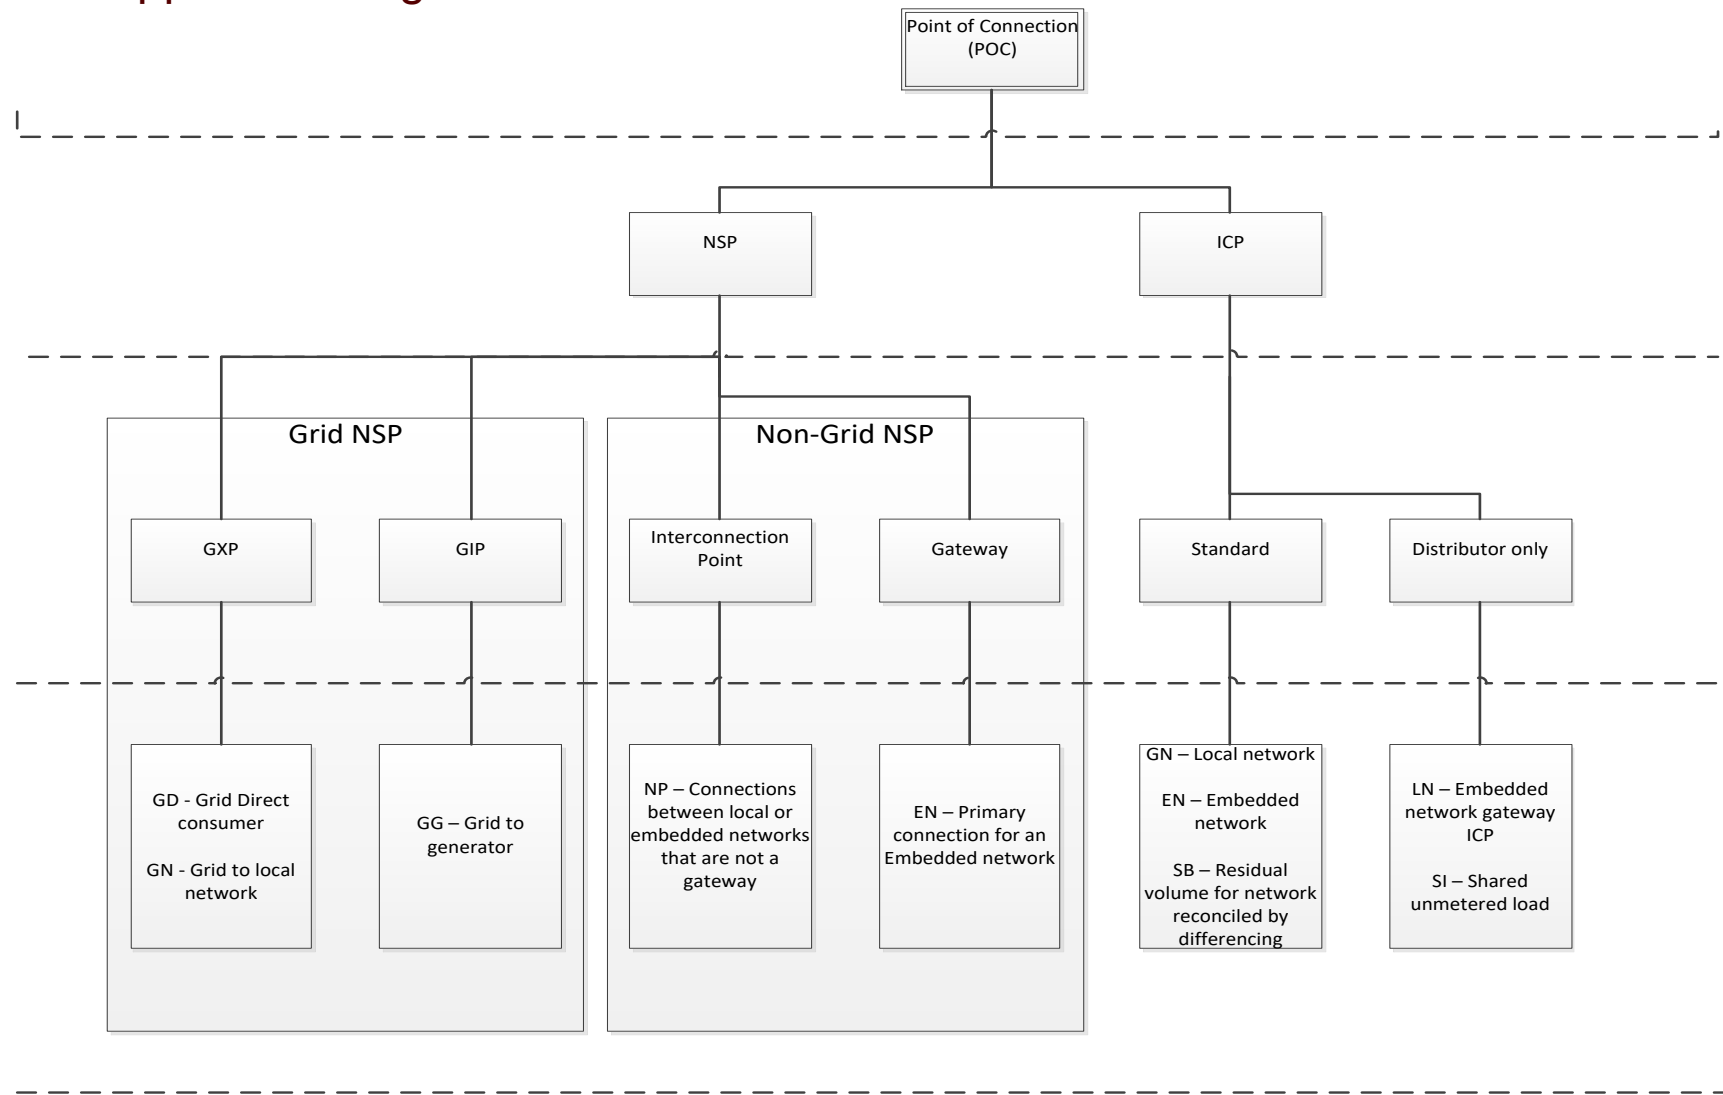 Point of Connection
(POC)
NSP
ICP
Grid NSP
Non-Grid NSP
GXP
GIP
Interconnection
Point
Gateway
Standard
Distributor only
GD - Grid Direct
consumer
GN - Grid to local
network
GG – Grid to
generator
NP – Connections
between local or
embedded networks
that are not a
gateway
EN – Primary
connection for an
Embedded network
GN – Local network
EN – Embedded
network
SB – Residual
volume for network
reconciled by
differencing
LN – Embedded
network gateway
ICP
SI – Shared
unmetered load